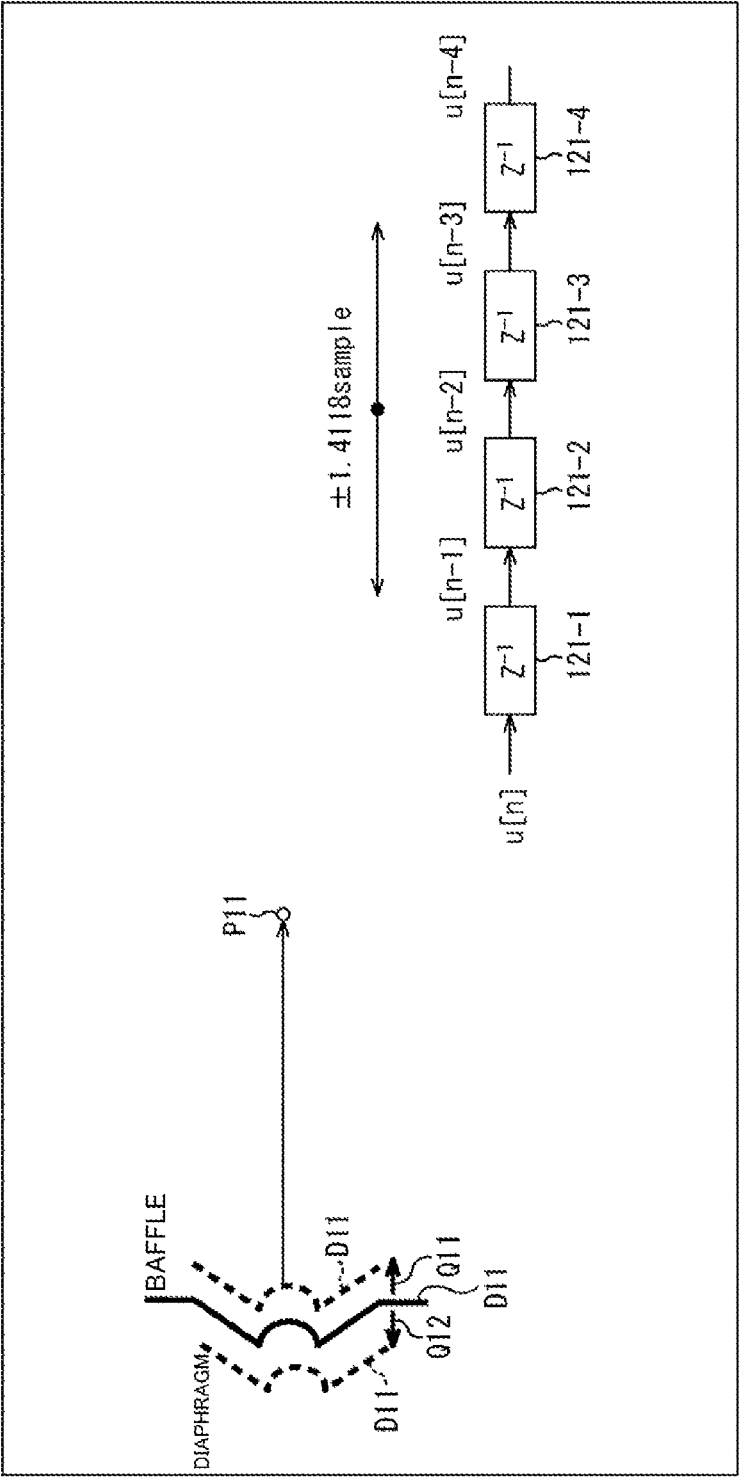 BAFFLE
DIAPHRAGM
P11
D11
Q11
D11
Q12
D11
±1.4118sample
u[n]
u[n-1]
u[n-2]
u[n-3]
u[n-4]
Z⁻¹
Z⁻¹
Z⁻¹
Z⁻¹
121-1
121-2
121-3
121-4